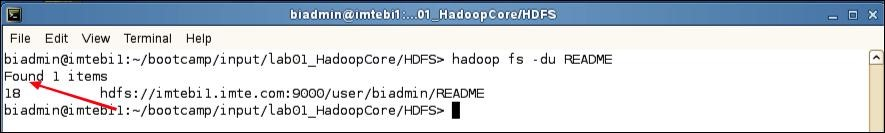 biadmin@imtebi1:...01_HadoopCore/HDFS
File Edit View Terminal Help
biadmin@imtebi1:~/bootcamp/input/lab01_HadoopCore/HDFS> hadoop fs -du README
Found 1 items
18 hdfs://imtebi1.imte.com:9000/user/biadmin/README
biadmin@imtebi1:~/bootcamp/input/lab01_HadoopCore/HDFS>